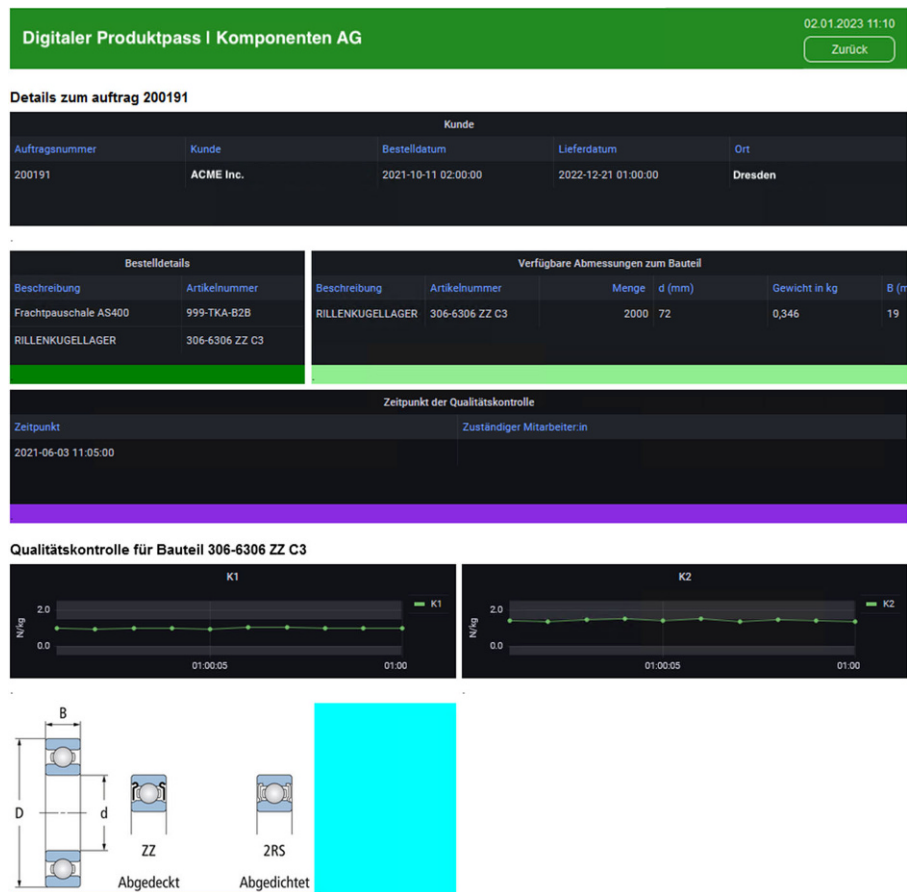 Digitaler Produktpass I Komponenten AG
02.01.2023 11:10
Zurück
Details zum auftrag 200191
Kunde
Auftragsnummer Kunde Bestelldatum Lieferdatum Ort
200191 ACME Inc. 2021-10-11 02:00:00 2022-12-21 01:00:00 Dresden
Bestelldetails
Beschreibung Artikelnummer
Frachtpauschale AS400 999-TKA-B2B
RILLENKUGELLAGER 306-6306 ZZ C3
Verfügbare Abmessungen zum Bauteil
Beschreibung Artikelnummer Menge d (mm) Gewicht in kg B (m
RILLENKUGELLAGER 306-6306 ZZ C3 2000 72 0,346 19
Zeitpunkt der Qualitätskontrolle
Zeitpunkt Zuständiger Mitarbeiter:in
2021-06-03 11:05:00
Qualitätskontrolle für Bauteil 306-6306 ZZ C3
K1
2.0
N/kg
0.0
01:00:05 01:00
K1
K2
2.0
N/kg
0.0
01:00:05 01:00
K2
B
D
d
ZZ
Abgedeckt
2RS
Abgedichtet